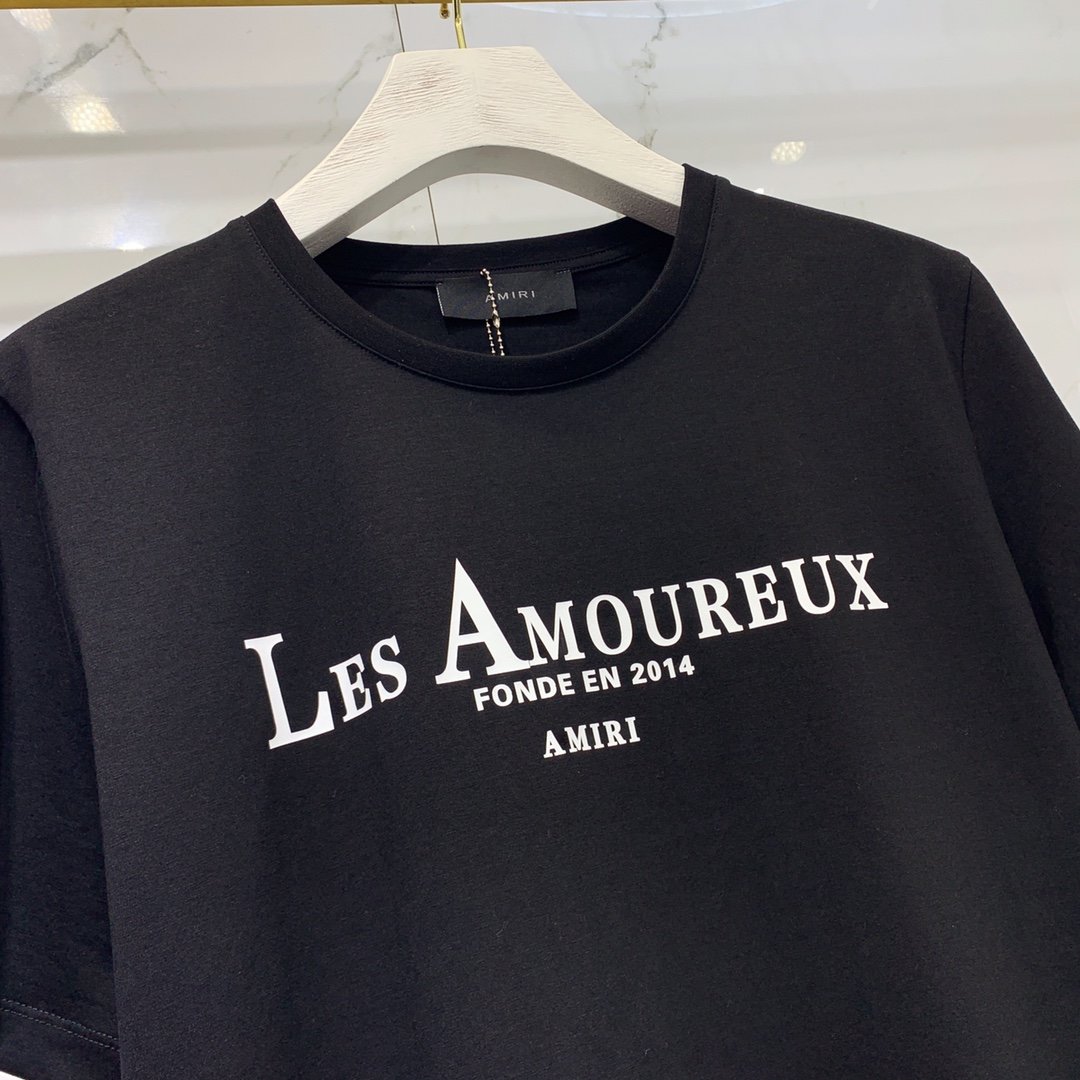 AMIRI
LES AMOUREUX
FONDE EN 2014
AMIRI